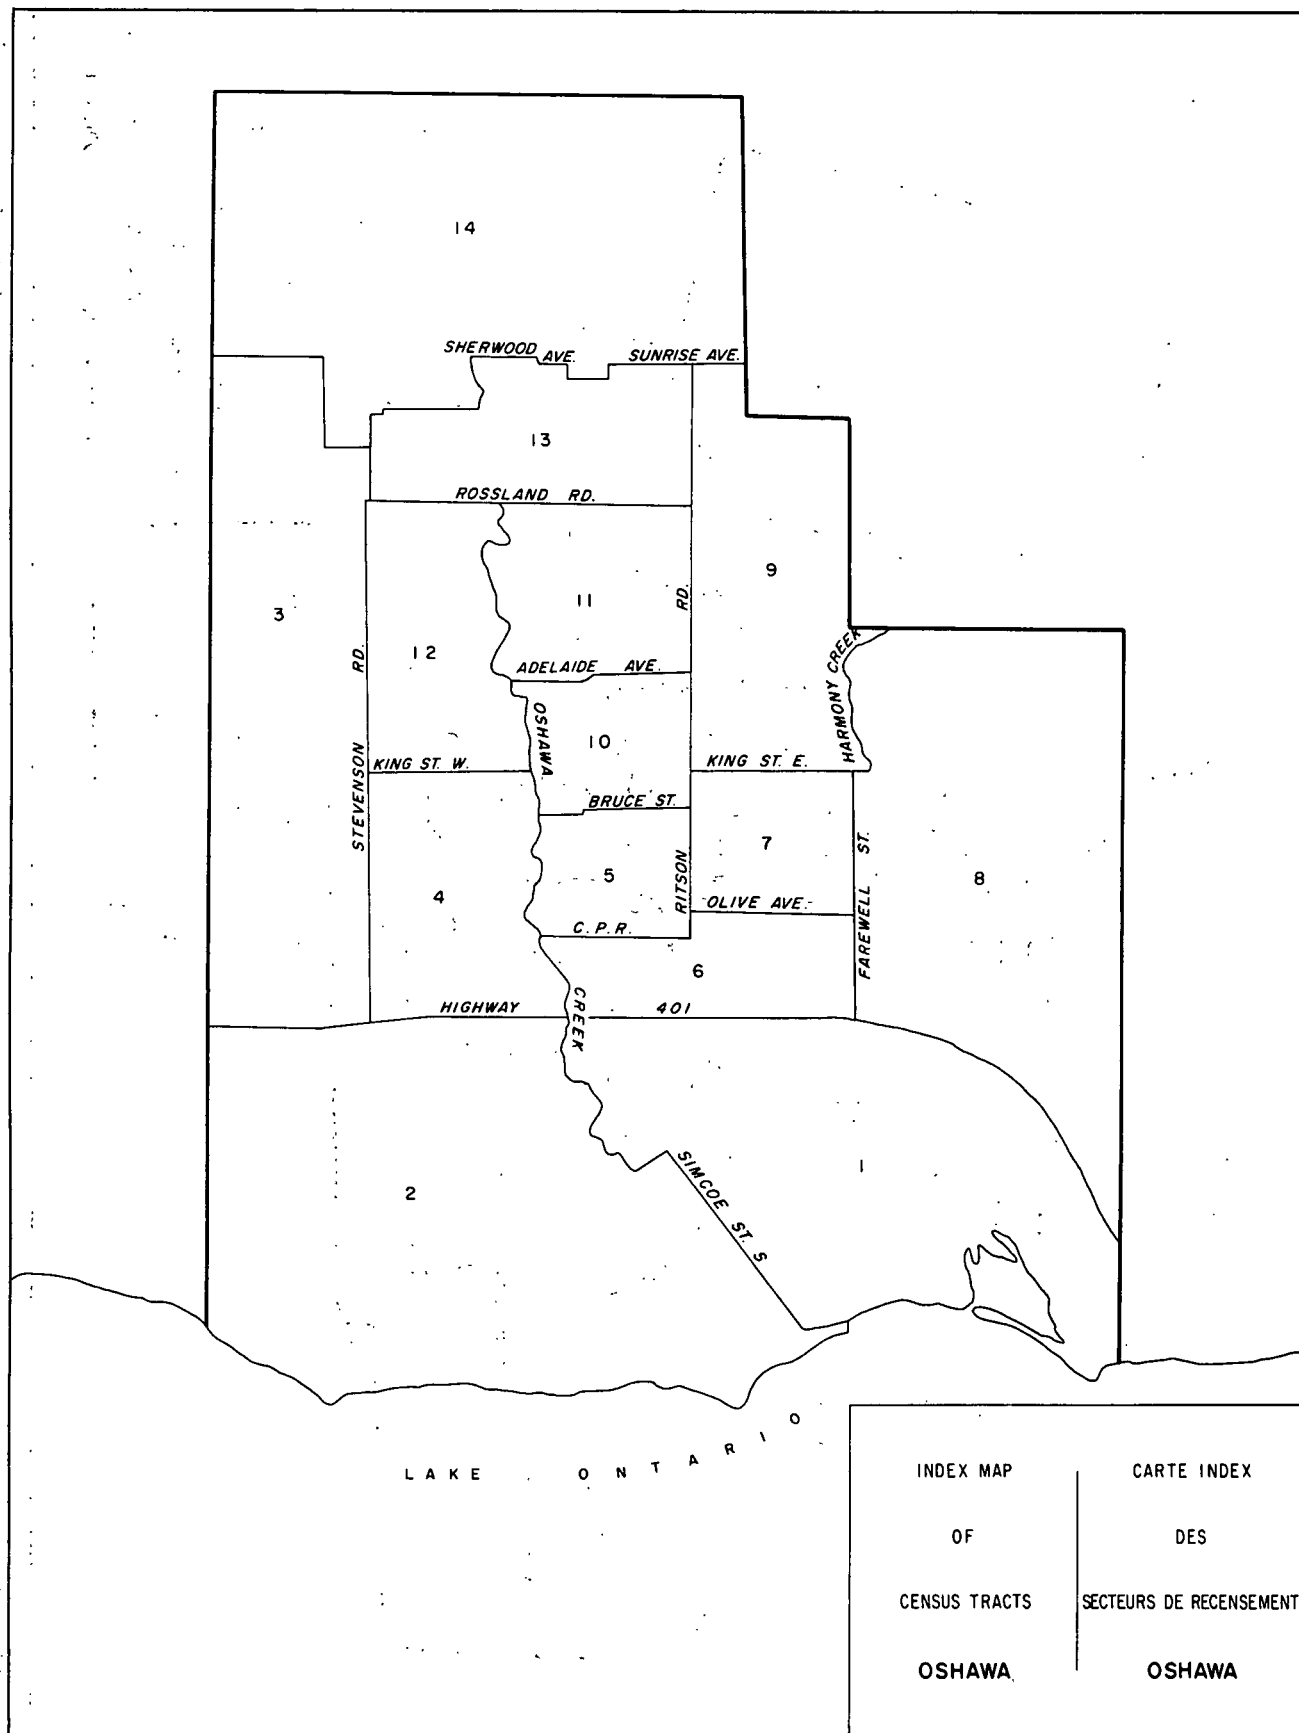 14
SHERWOOD AVE.
SUNRISE AVE.
13
ROSSLAND RD.
9
3
11
RD.
12
RD.
ADELAIDE AVE.
HARMONY CREEK
OSHAWA
10
KING ST. W.
KING ST. E.
STEVENSON
BRUCE ST.
7
5
RITSON
4
8
OLIVE AVE.
FAREWELL ST.
C. P. R.
6
HIGHWAY 401
CREEK
1
2
SIMCOE ST. S
LAKE ONTARIO
INDEX MAP
OF
CENSUS TRACTS
OSHAWA
CARTE INDEX
DES
SECTEURS DE RECENSEMENT
OSHAWA